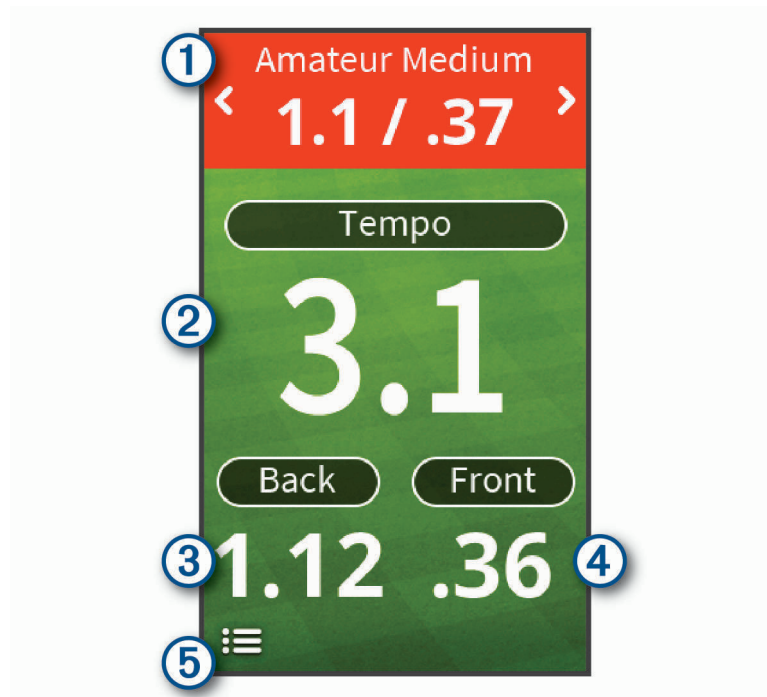 1
Amateur Medium
< 1.1 / .37 >
Tempo
2
3.1
Back Front
3
1.12 .36
4
5